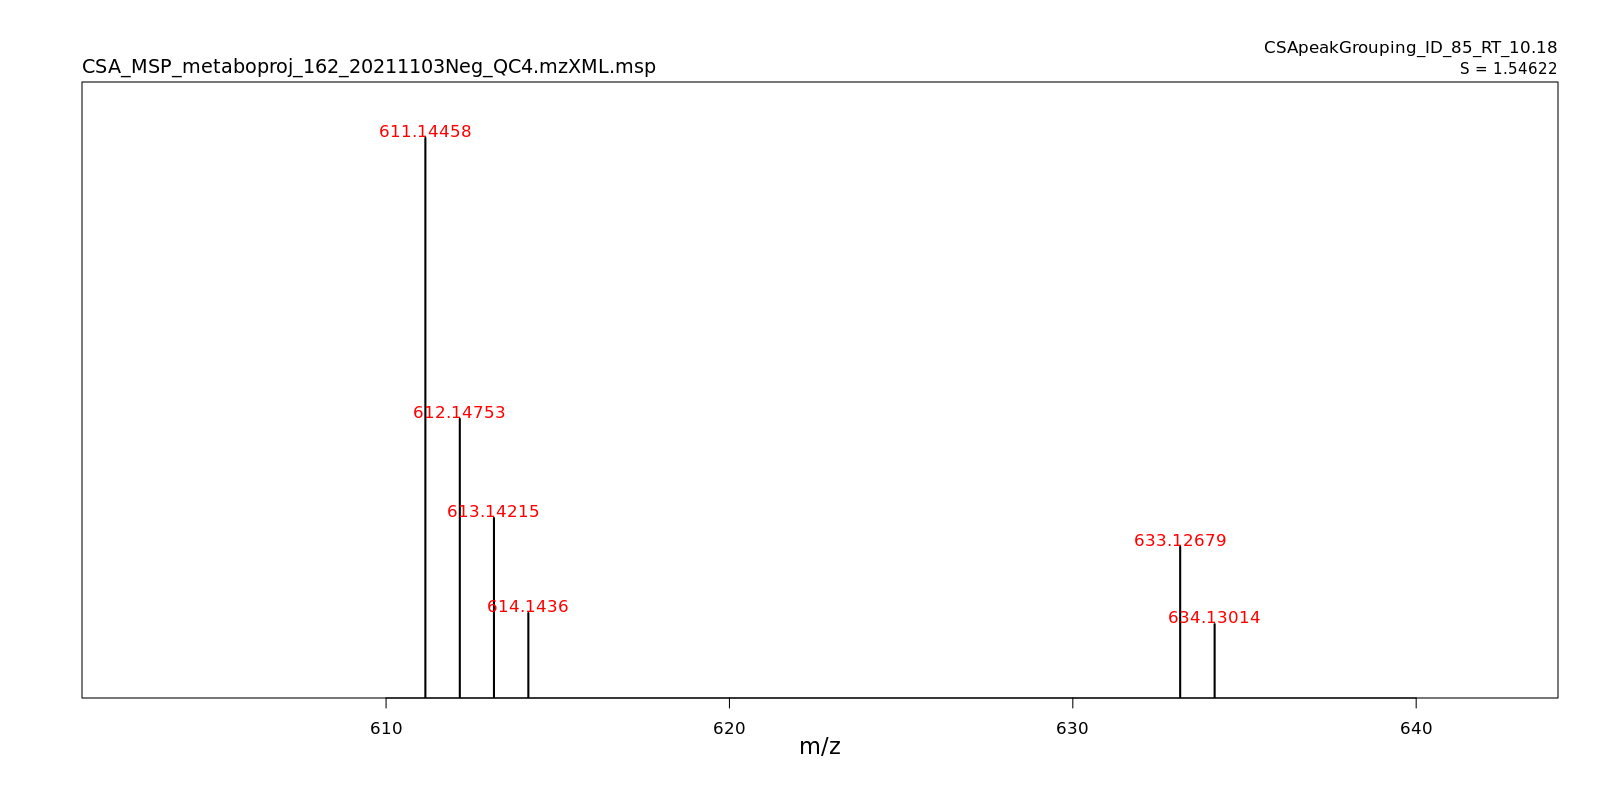 CSApeakGrouping_ID_85_RT_10.18
CSA_MSP_metaboproj_162_20211103Neg_QC4.mzXML.msp
S = 1.54622
611.14458
612.14753
613.14215
633.12679
614.1436
634.13014
610
620
630
640
m/z